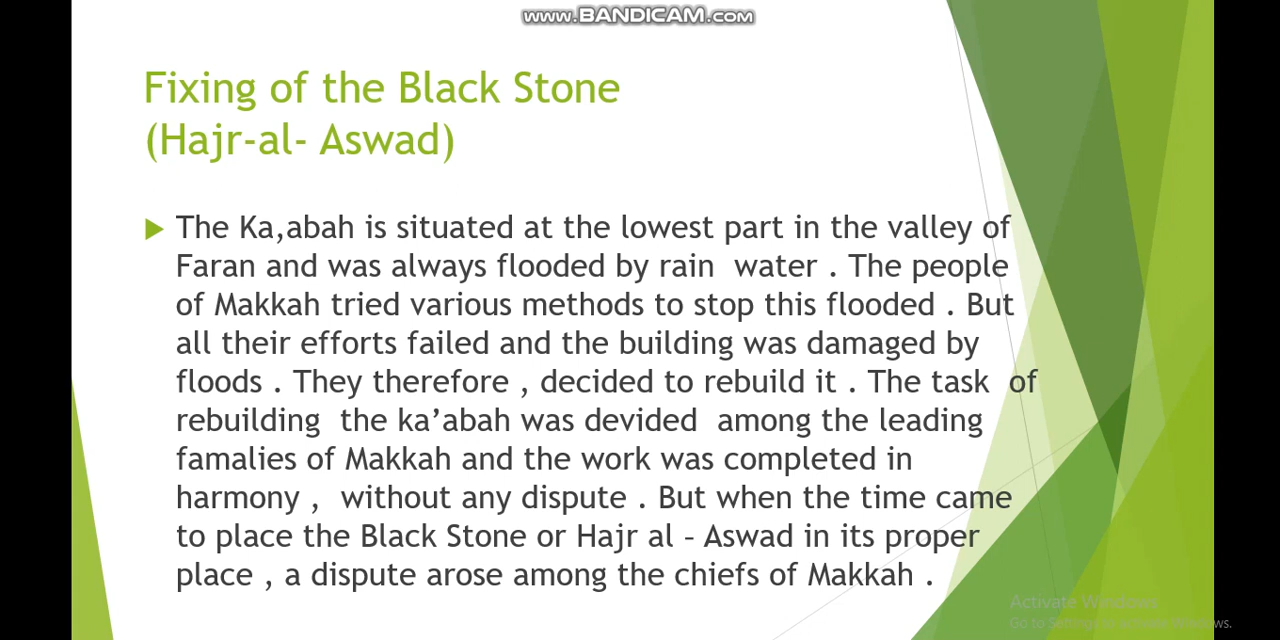 www.BANDICAM.com
Fixing of the Black Stone
(Hajr-al- Aswad)
The Ka,abah is situated at the lowest part in the valley of
Faran and was always flooded by rain water . The people
of Makkah tried various methods to stop this flooded . But
all their efforts failed and the building was damaged by
floods . They therefore , decided to rebuild it . The task of
rebuilding the ka’abah was devided among the leading
famalies of Makkah and the work was completed in
harmony , without any dispute . But when the time came
to place the Black Stone or Hajr al – Aswad in its proper
place , a dispute arose among the chiefs of Makkah .
Activate Windows
Go to Settings to activate Windows.